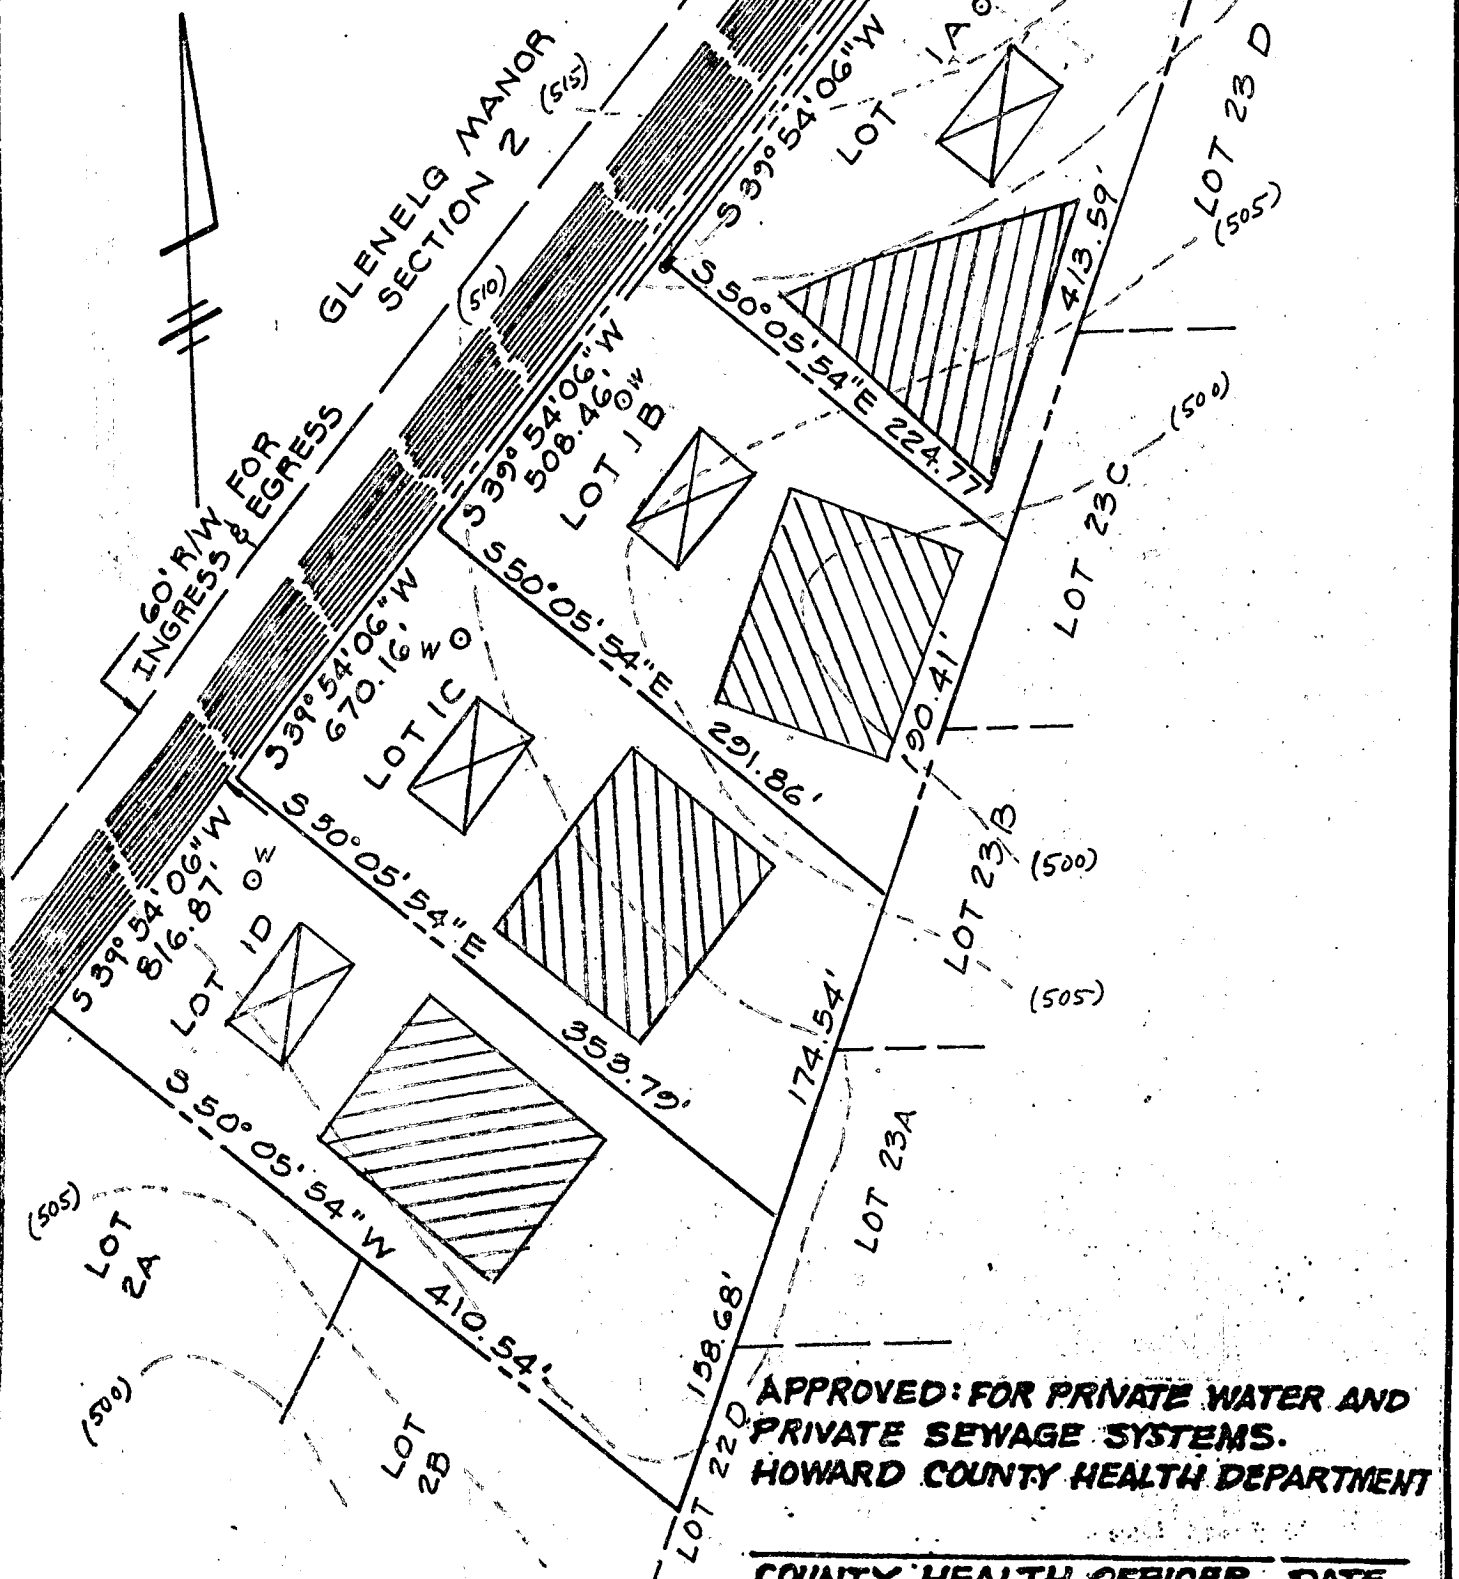 GLENELG MANOR
SECTION 2
(515)
(510)
60' R/W FOR
INGRESS & EGRESS
S 39° 54' 06" W
LOT 1A
LOT 23 D
(505)
413.59'
S 50° 05' 54" E 224.77'
S 39° 54' 06" W
508.46'
W
LOT 1B
(500)
LOT 23C
S 50° 05' 54" E
291.86'
190.41'
S 39° 54' 06" W
670.16'
W
LOT 1C
LOT 23B
(500)
(505)
S 50° 05' 54" E
353.79'
174.54'
S 39° 54' 06" W
816.87'
W
LOT 1D
LOT 23A
S 50° 05' 54" W 410.54'
158.68'
(505)
LOT
2A
(500)
LOT
2B
LOT 22D
APPROVED: FOR PRIVATE WATER AND
PRIVATE SEWAGE SYSTEMS.
HOWARD COUNTY HEALTH DEPARTMENT
COUNTY HEALTH OFFICER DATE